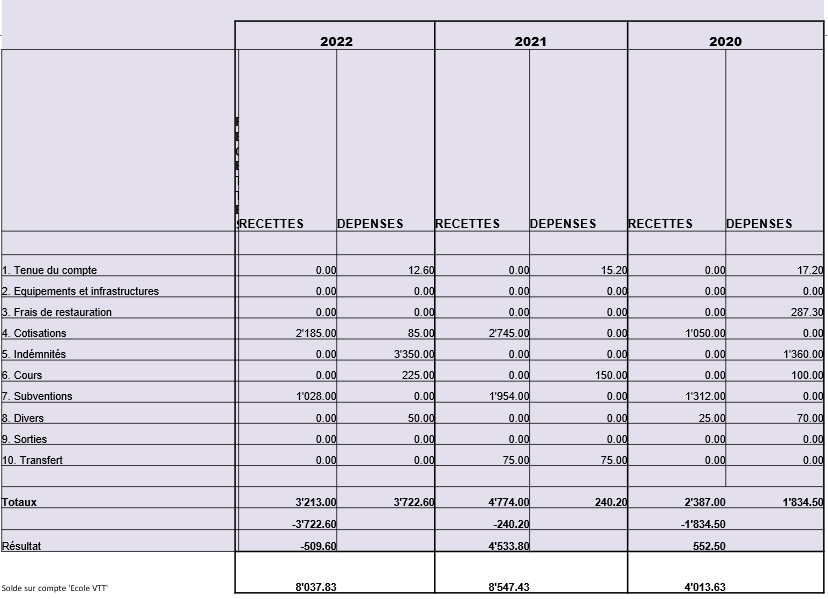 2022 2021 2020
RECETTES DEPENSES RECETTES DEPENSES RECETTES DEPENSES
1. Tenue du compte 0.00 12.60 0.00 15.20 0.00 17.20
2. Equipements et infrastructures 0.00 0.00 0.00 0.00 0.00 0.00
3. Frais de restauration 0.00 0.00 0.00 0.00 0.00 287.30
4. Cotisations 2'185.00 85.00 2'745.00 0.00 1'050.00 0.00
5. Indémnités 0.00 3'350.00 0.00 0.00 0.00 1'360.00
6. Cours 0.00 225.00 0.00 150.00 0.00 100.00
7. Subventions 1'028.00 0.00 1'954.00 0.00 1'312.00 0.00
8. Divers 0.00 50.00 0.00 0.00 25.00 70.00
9. Sorties 0.00 0.00 0.00 0.00 0.00 0.00
10. Transfert 0.00 0.00 75.00 75.00 0.00 0.00
Totaux 3'213.00 3'722.60 4'774.00 240.20 2'387.00 1'834.50
-3'722.60 -240.20 -1'834.50
Résultat -509.60 4'533.80 552.50
Solde sur compte 'Ecole VTT' 8'037.83 8'547.43 4'013.63